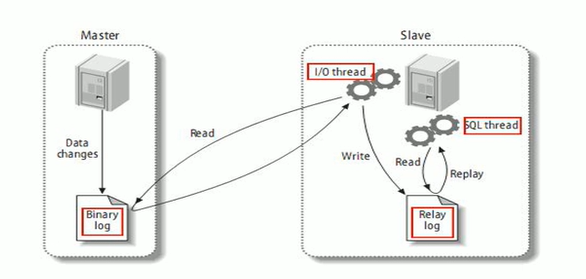 Master
Slave
I/O thread
SQL thread
Data
changes
Read
Write
Read
Replay
Binary
log
Relay
log